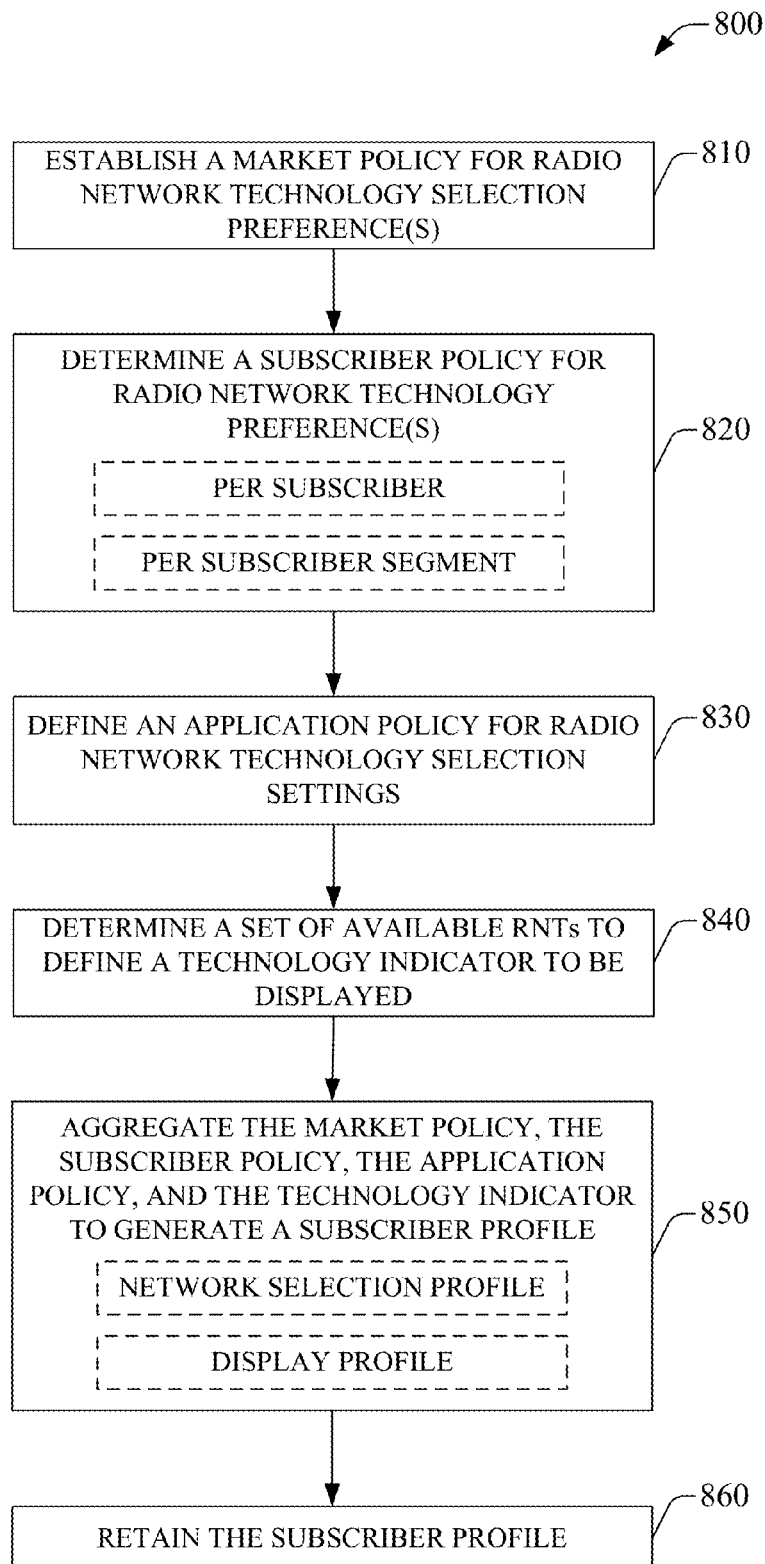 800
ESTABLISH A MARKET POLICY FOR RADIO
NETWORK TECHNOLOGY SELECTION
PREFERENCE(S)
810
DETERMINE A SUBSCRIBER POLICY FOR
RADIO NETWORK TECHNOLOGY
PREFERENCE(S)
PER SUBSCRIBER
PER SUBSCRIBER SEGMENT
820
DEFINE AN APPLICATION POLICY FOR RADIO
NETWORK TECHNOLOGY SELECTION
SETTINGS
830
DETERMINE A SET OF AVAILABLE RNTs TO
DEFINE A TECHNOLOGY INDICATOR TO BE
DISPLAYED
840
AGGREGATE THE MARKET POLICY, THE
SUBSCRIBER POLICY, THE APPLICATION
POLICY, AND THE TECHNOLOGY INDICATOR
TO GENERATE A SUBSCRIBER PROFILE
NETWORK SELECTION PROFILE
DISPLAY PROFILE
850
RETAIN THE SUBSCRIBER PROFILE
860